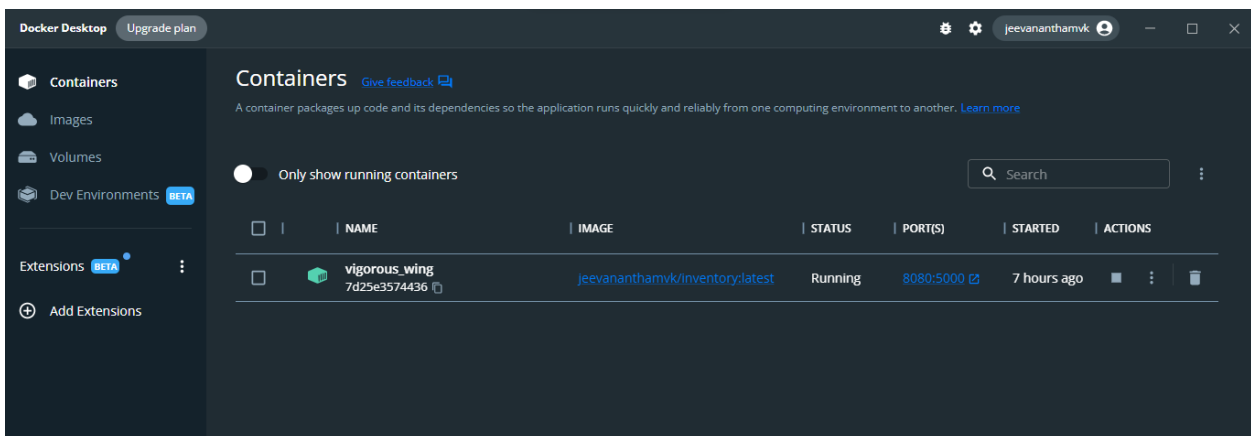 Docker Desktop Upgrade plan jeevananthamvk
Containers
Images
Volumes
Dev Environments BETA
Extensions BETA
Add Extensions
Containers Give feedback
A container packages up code and its dependencies so the application runs quickly and reliably from one computing environment to another. Learn more
Only show running containers Search
NAME IMAGE STATUS PORT(S) STARTED ACTIONS
vigorous_wing jeevananthamvk/inventory:latest Running 8080:5000 7 hours ago
7d25e3574436